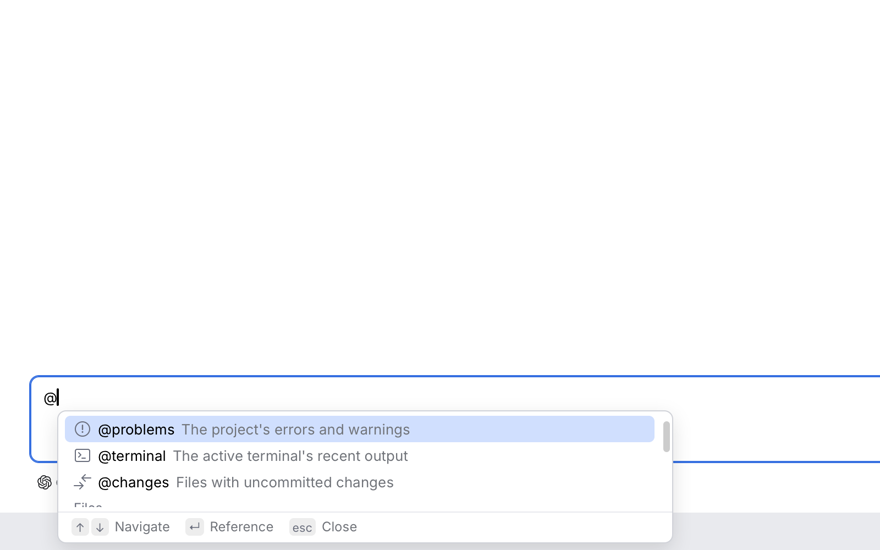 @
@problems The project's errors and warnings
@terminal The active terminal's recent output
@changes Files with uncommitted changes
Files
↑ ↓ Navigate ↵ Reference esc Close